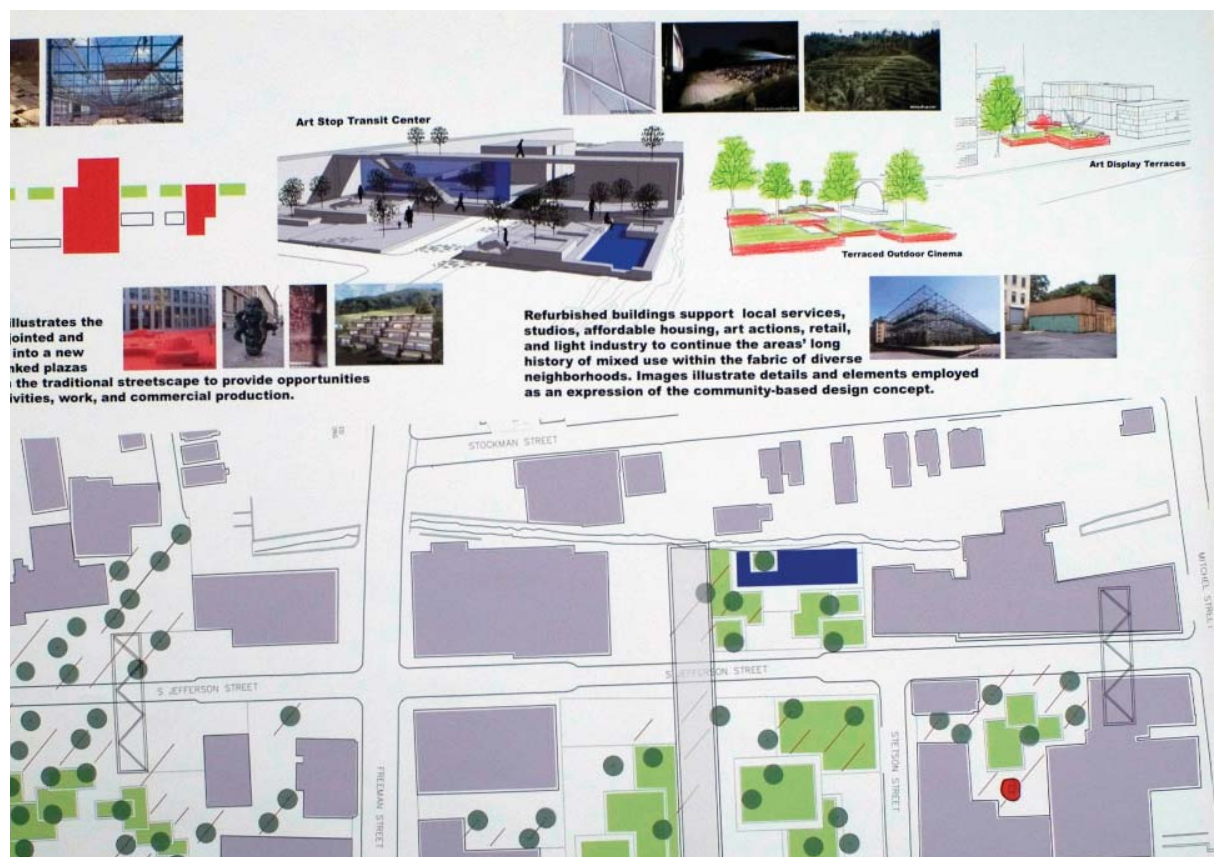 Art Stop Transit Center
Art Display Terraces
Terraced Outdoor Cinema
illustrates the
jointed and
into a new
nked plazas
the traditional streetscape to provide opportunities
ivities, work, and commercial production.
Refurbished buildings support local services,
studios, affordable housing, art actions, retail,
and light industry to continue the areas' long
history of mixed use within the fabric of diverse
neighborhoods. Images illustrate details and elements employed
as an expression of the community-based design concept.
STOCKMAN STREET
MITCHEL STREET
S JEFFERSON STREET
S JEFFERSON STREET
FREEMAN STREET
STETSON STREET